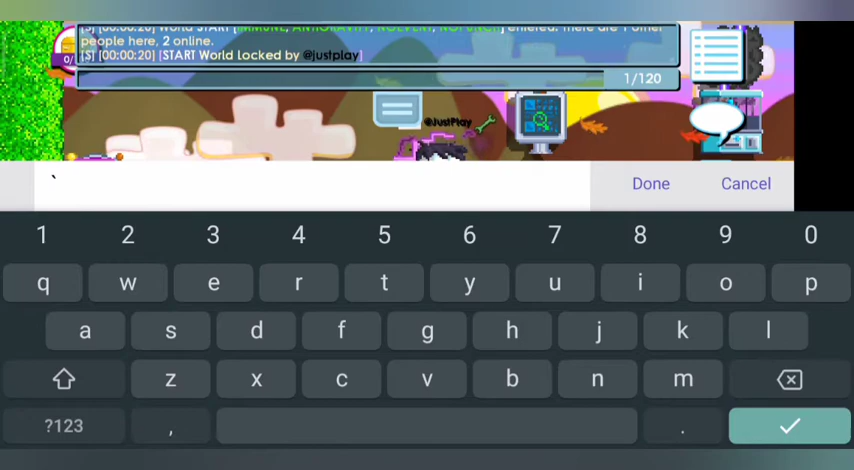 [S] [00:00:20] World START [IMMUNE, ANTIGRAVITY, NOLVENT, NOPUNCH] entered. There are 1 other
people here, 2 online.
[S] [00:00:20] [START World Locked by @justplay]
0/
1/120
@JustPlay
`
Done
Cancel
1 2 3 4 5 6 7 8 9 0
q w e r t y u i o p
a s d f g h j k l
z x c v b n m
?123 , .